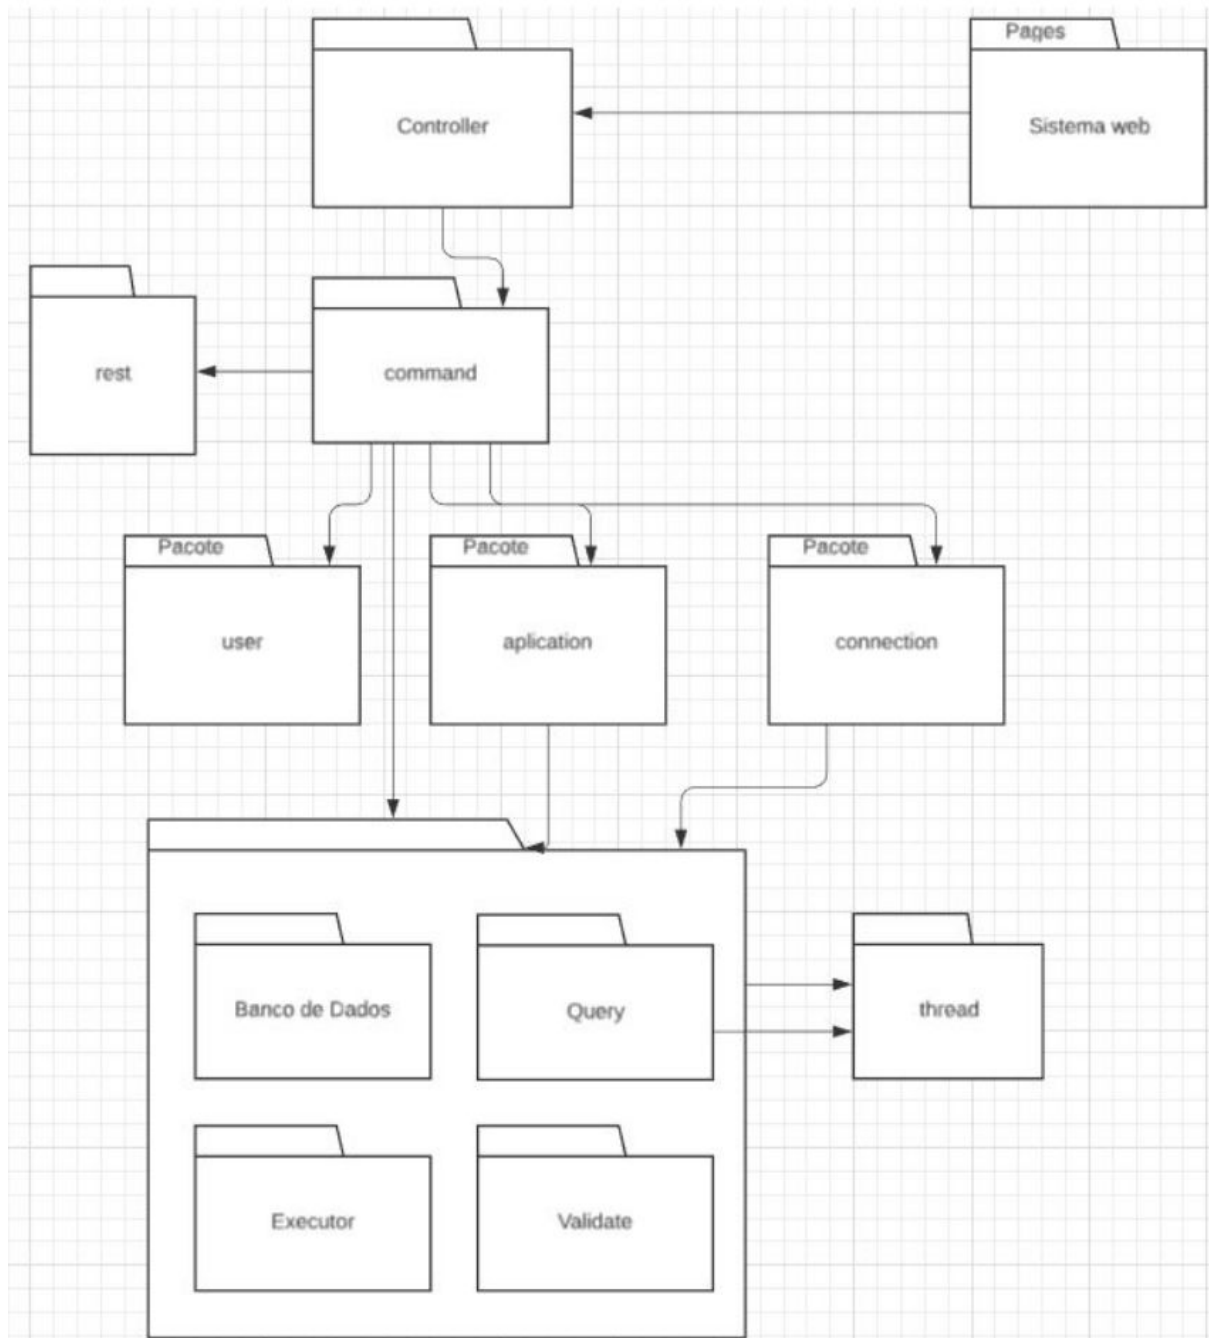 Pages
Controller
Sistema web
rest
command
Pacote
Pacote
Pacote
user
aplication
connection
Banco de Dados
Query
thread
Executor
Validate